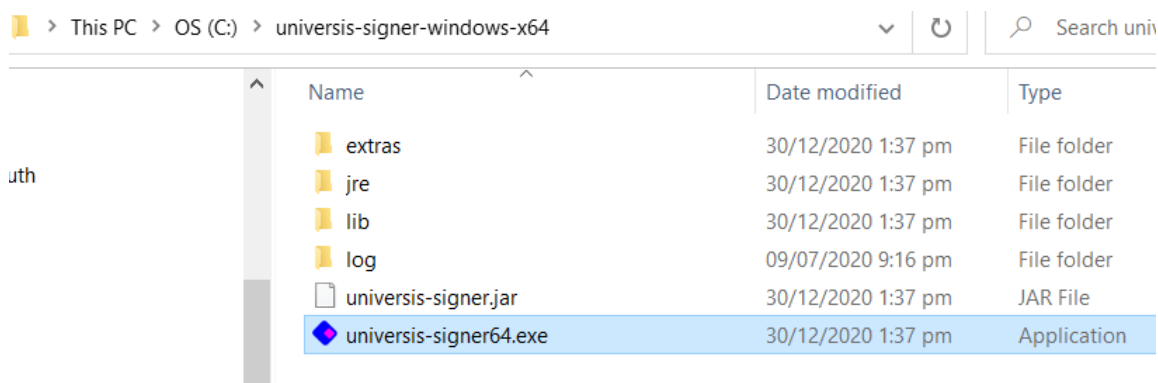 This PC > OS (C:) > universis-signer-windows-x64 Search univ
Name Date modified Type
extras 30/12/2020 1:37 pm File folder
uth
jre 30/12/2020 1:37 pm File folder
lib 30/12/2020 1:37 pm File folder
log 09/07/2020 9:16 pm File folder
universis-signer.jar 30/12/2020 1:37 pm JAR File
universis-signer64.exe 30/12/2020 1:37 pm Application